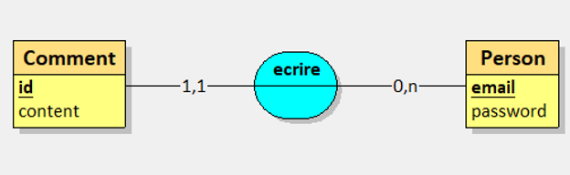 Comment
id
content
1,1
ecrire
0,n
Person
email
password